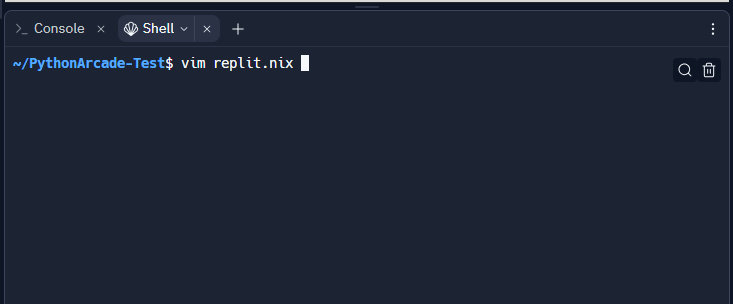 Console
Shell
~/PythonArcade-Test$ vim replit.nix